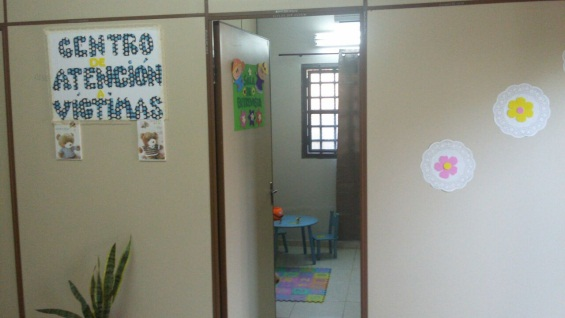 CENTRO
DE
ATENCIÓN
A
VÍCTIMAS